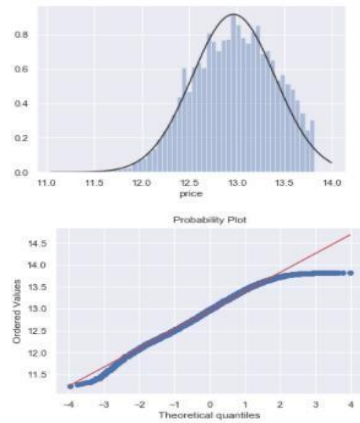 0.8
0.6
0.4
0.2
0.0
11.0 11.5 12.0 12.5 13.0 13.5 14.0
price
Probability Plot
14.5
14.0
13.5
13.0
12.5
12.0
11.5
Ordered Values
−4 −3 −2 −1 0 1 2 3 4
Theoretical quantiles